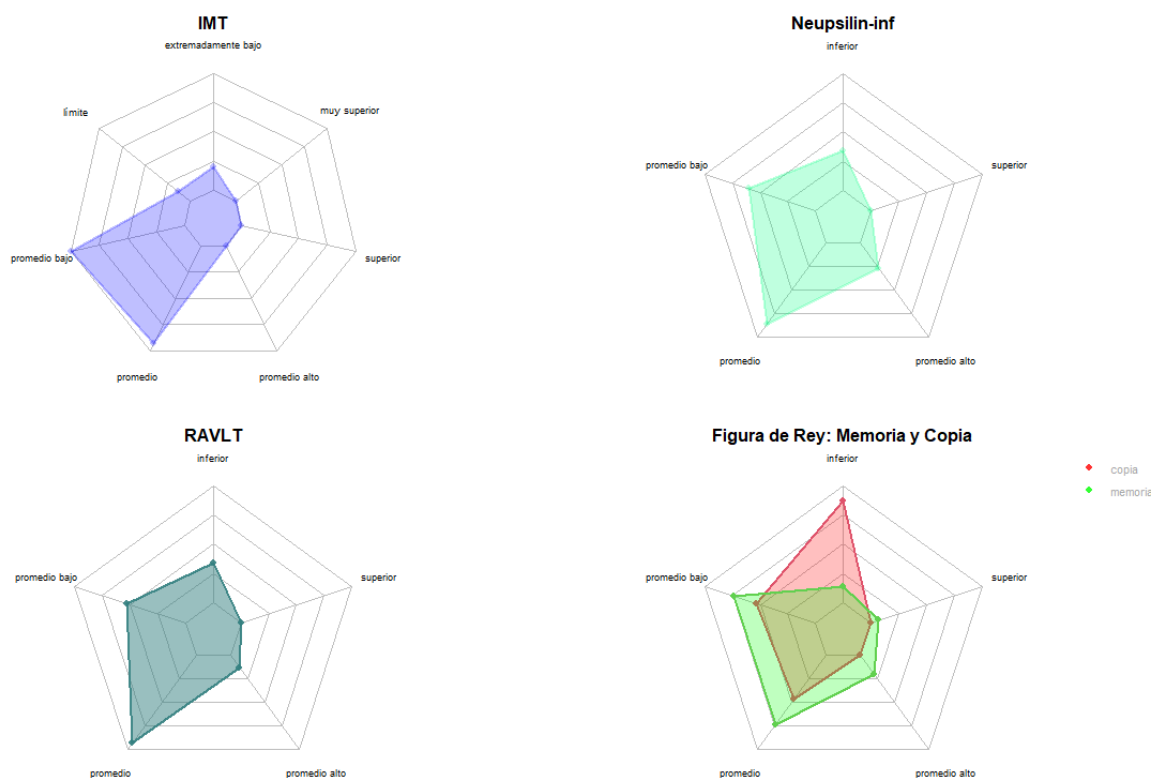 IMT
extremadamente bajo
muy superior
límite
promedio bajo
superior
promedio
promedio alto
Neupsilin-inf
inferior
promedio bajo
superior
promedio
promedio alto
RAVLT
inferior
promedio bajo
superior
promedio
promedio alto
Figura de Rey: Memoria y Copia
inferior
copia
memoria
promedio bajo
superior
promedio
promedio alto